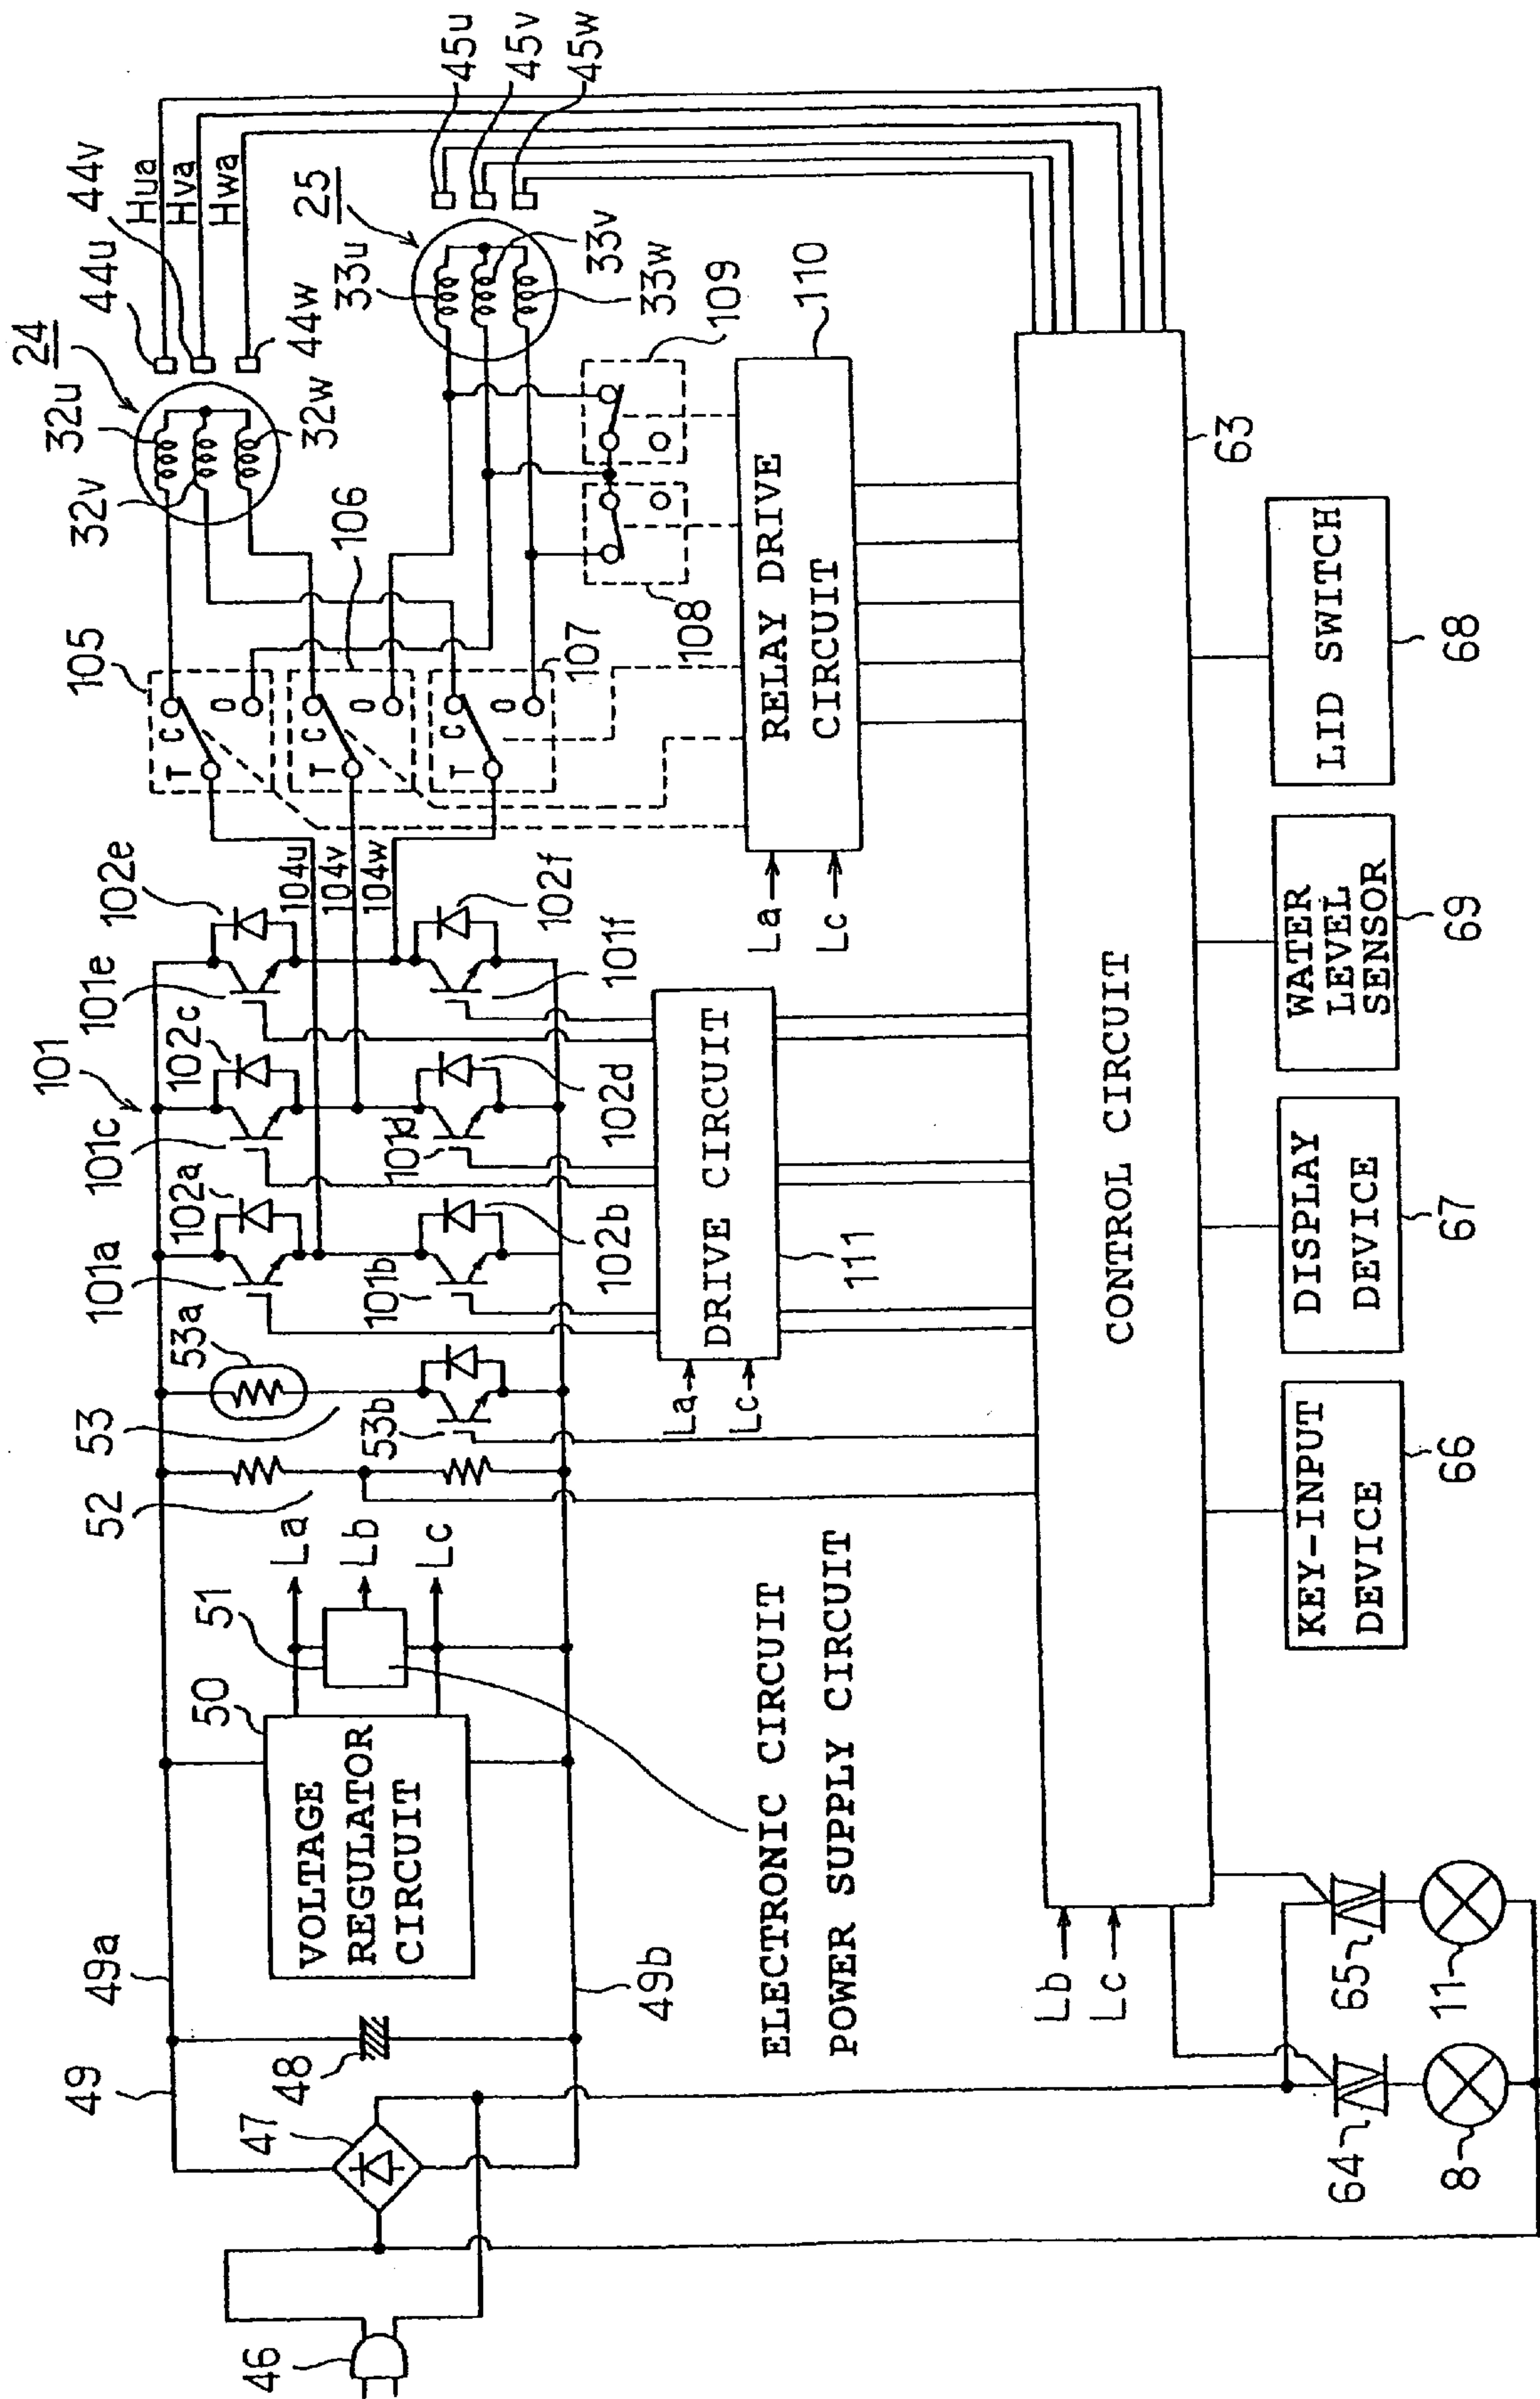 46
47
48
49
49a
49b
VOLTAGE
REGULATOR
CIRCUIT
50
51
La
Lb
Lc
ELECTRONIC CIRCUIT
POWER SUPPLY CIRCUIT
52
53
53a
53b
101
101a
102a
101b
102b
101c
102c
101d
102d
101e
102e
101f
102f
104u
104v
104w
DRIVE CIRCUIT
111
La
Lc
105
T
C
O
106
T
C
O
107
T
C
O
108
109
RELAY DRIVE
CIRCUIT
110
La
Lc
24
32u
32v
32w
44u
44v
44w
Hua
Hva
Hwa
25
33u
33v
33w
45u
45v
45w
CONTROL CIRCUIT
63
Lb
Lc
64
65
8
11
KEY-INPUT
DEVICE
66
DISPLAY
DEVICE
67
WATER
LEVEL
SENSOR
69
LID SWITCH
68